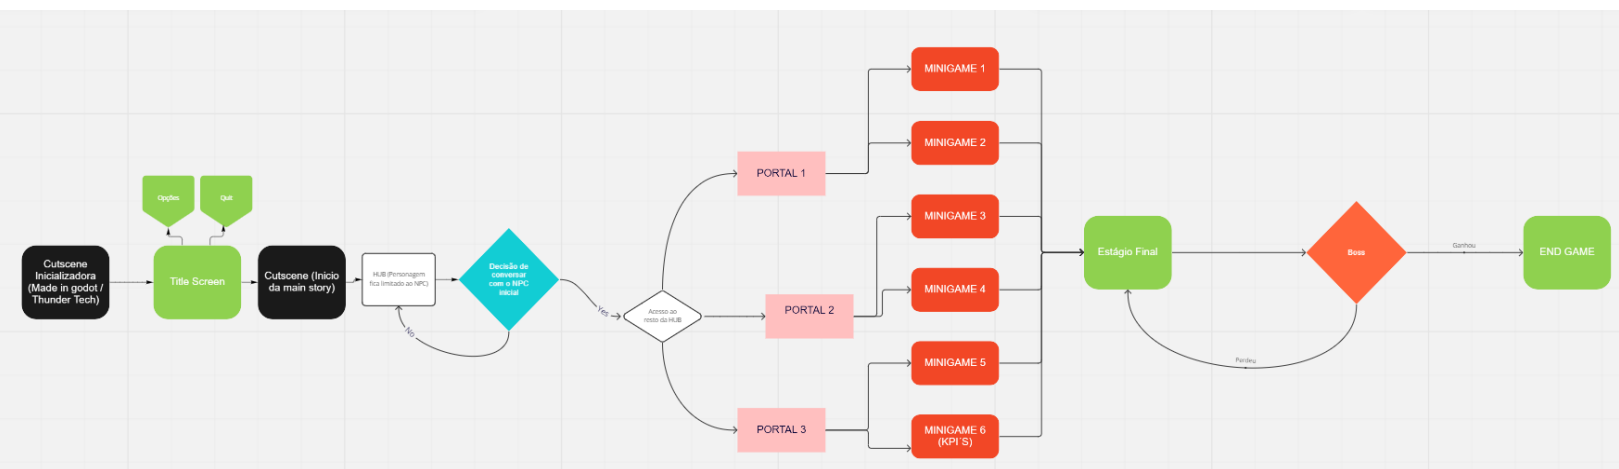 Cutscene
Inicializadora
(Made in godot /
Thunder Tech)
Opções
Quit
Title Screen
Cutscene (Inicio
da main story)
HUB(Personagem
fica limitado ao NPC)
Decisão de
conversar
com o NPC
inicial
No
Yes
Acesso ao
resto da HUB
PORTAL 1
PORTAL 2
PORTAL 3
MINIGAME 1
MINIGAME 2
MINIGAME 3
MINIGAME 4
MINIGAME 5
MINIGAME 6
(KPI´S)
Estágio Final
Boss
Ganhou
Perdeu
END GAME